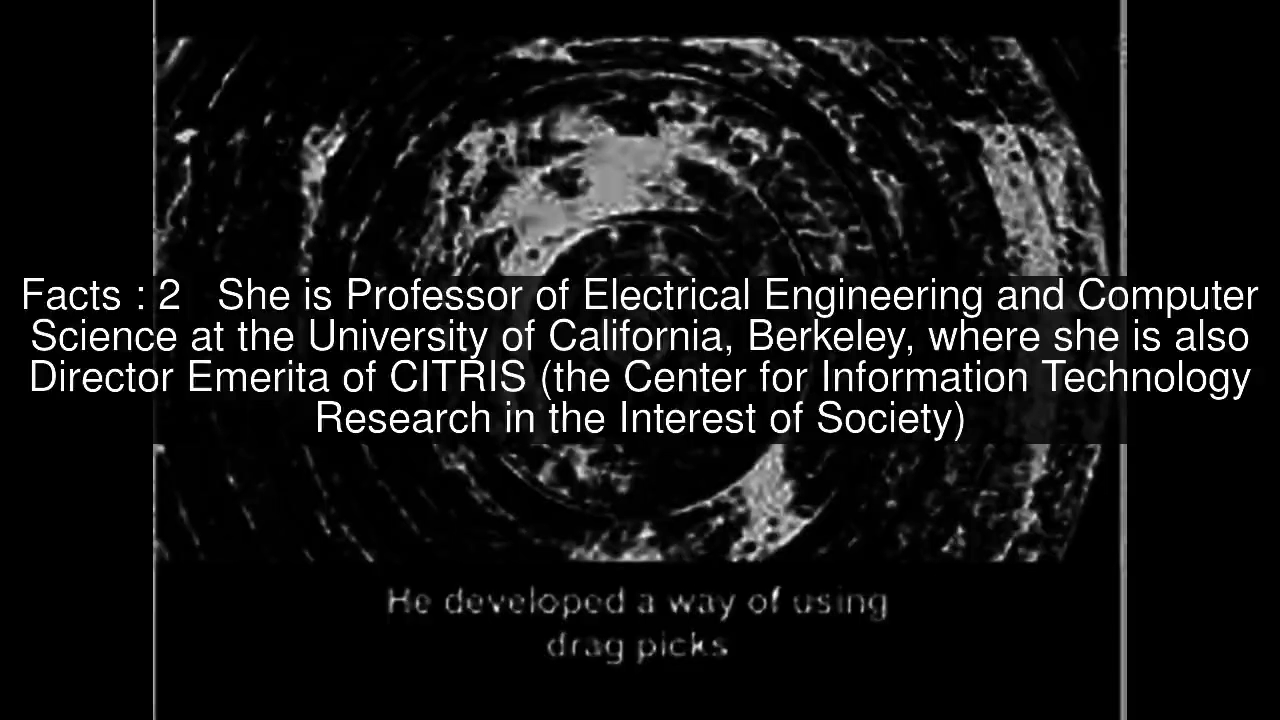 Facts : 2 She is Professor of Electrical Engineering and Computer
Science at the University of California, Berkeley, where she is also
Director Emerita of CITRIS (the Center for Information Technology
Research in the Interest of Society)
He developed a way of using
drag picks